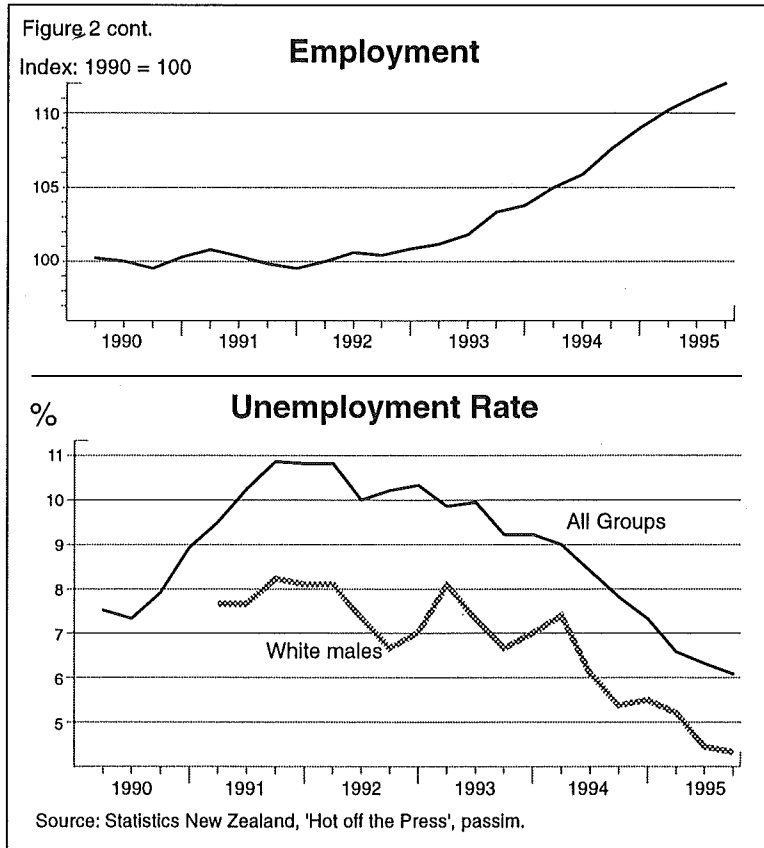 Figure 2 cont.
Employment
Index: 1990 = 100
110
105
100
1990 1991 1992 1993 1994 1995
Unemployment Rate
%
11
10
9
8
7
6
5
All Groups
White males
1990 1991 1992 1993 1994 1995
Source: Statistics New Zealand, 'Hot off the Press', passim.